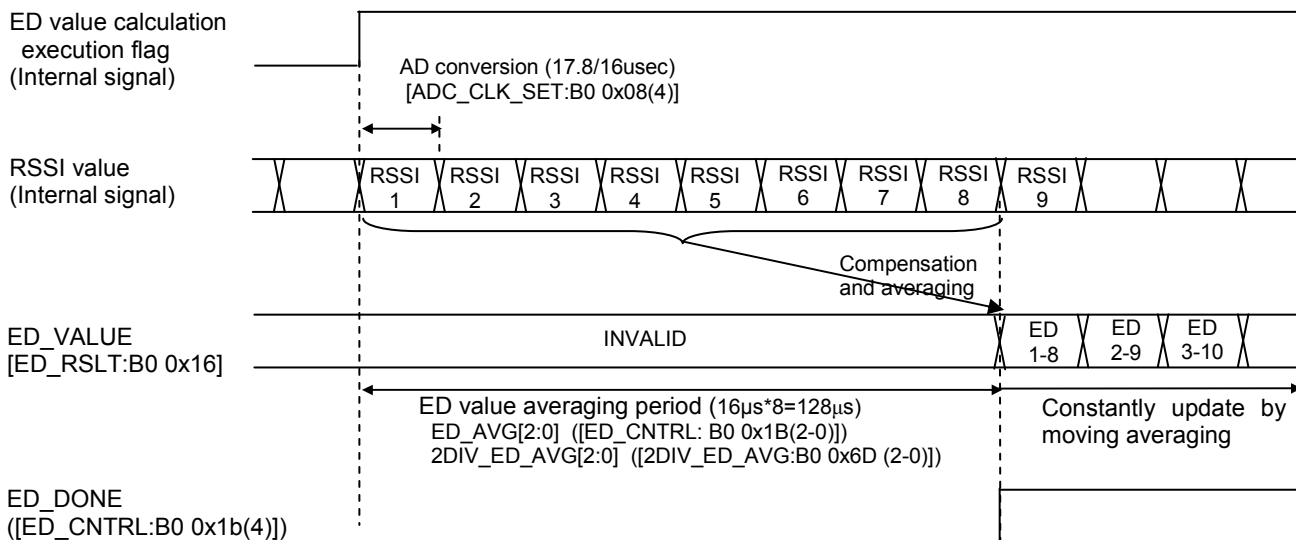 ED value calculation
execution flag
(Internal signal)
AD conversion (17.8/16usec)
[ADC_CLK_SET:B0 0x08(4)]
RSSI value
(Internal signal)
RSSI 1
RSSI 2
RSSI 3
RSSI 4
RSSI 5
RSSI 6
RSSI 7
RSSI 8
RSSI 9
Compensation
and averaging
ED_VALUE
[ED_RSLT:B0 0x16]
INVALID
ED 1-8
ED 2-9
ED 3-10
ED value averaging period (16µs*8=128µs)
ED_AVG[2:0] ([ED_CNTRL: B0 0x1B(2-0)])
2DIV_ED_AVG[2:0] ([2DIV_ED_AVG:B0 0x6D (2-0)])
Constantly update by
moving averaging
ED_DONE
([ED_CNTRL:B0 0x1b(4)])